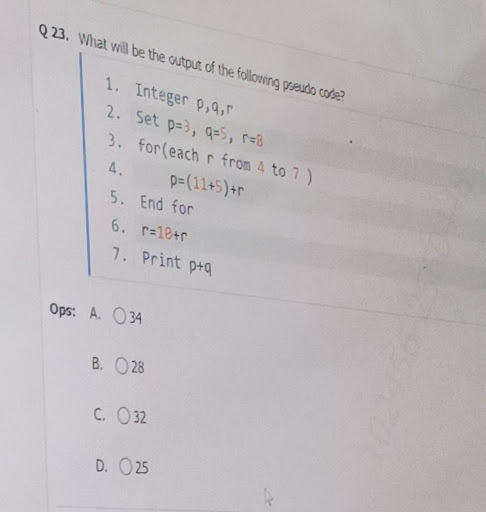 Q 23. What will be the output of the following pseudo code?
1. Integer p,q,r
2. Set p=3, q=5, r=8
3. for(each r from 4 to 7 )
4. p=(11+5)+r
5. End for
6. r=10+r
7. Print p+q
Ops: A. 34
B. 28
C. 32
D. 25